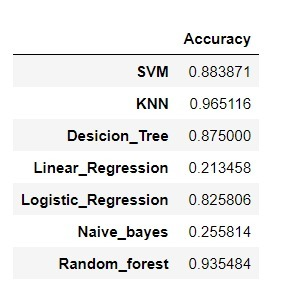 Accuracy
SVM 0.883871
KNN 0.965116
Desicion_Tree 0.875000
Linear_Regression 0.213458
Logistic_Regression 0.825806
Naive_bayes 0.255814
Random_forest 0.935484